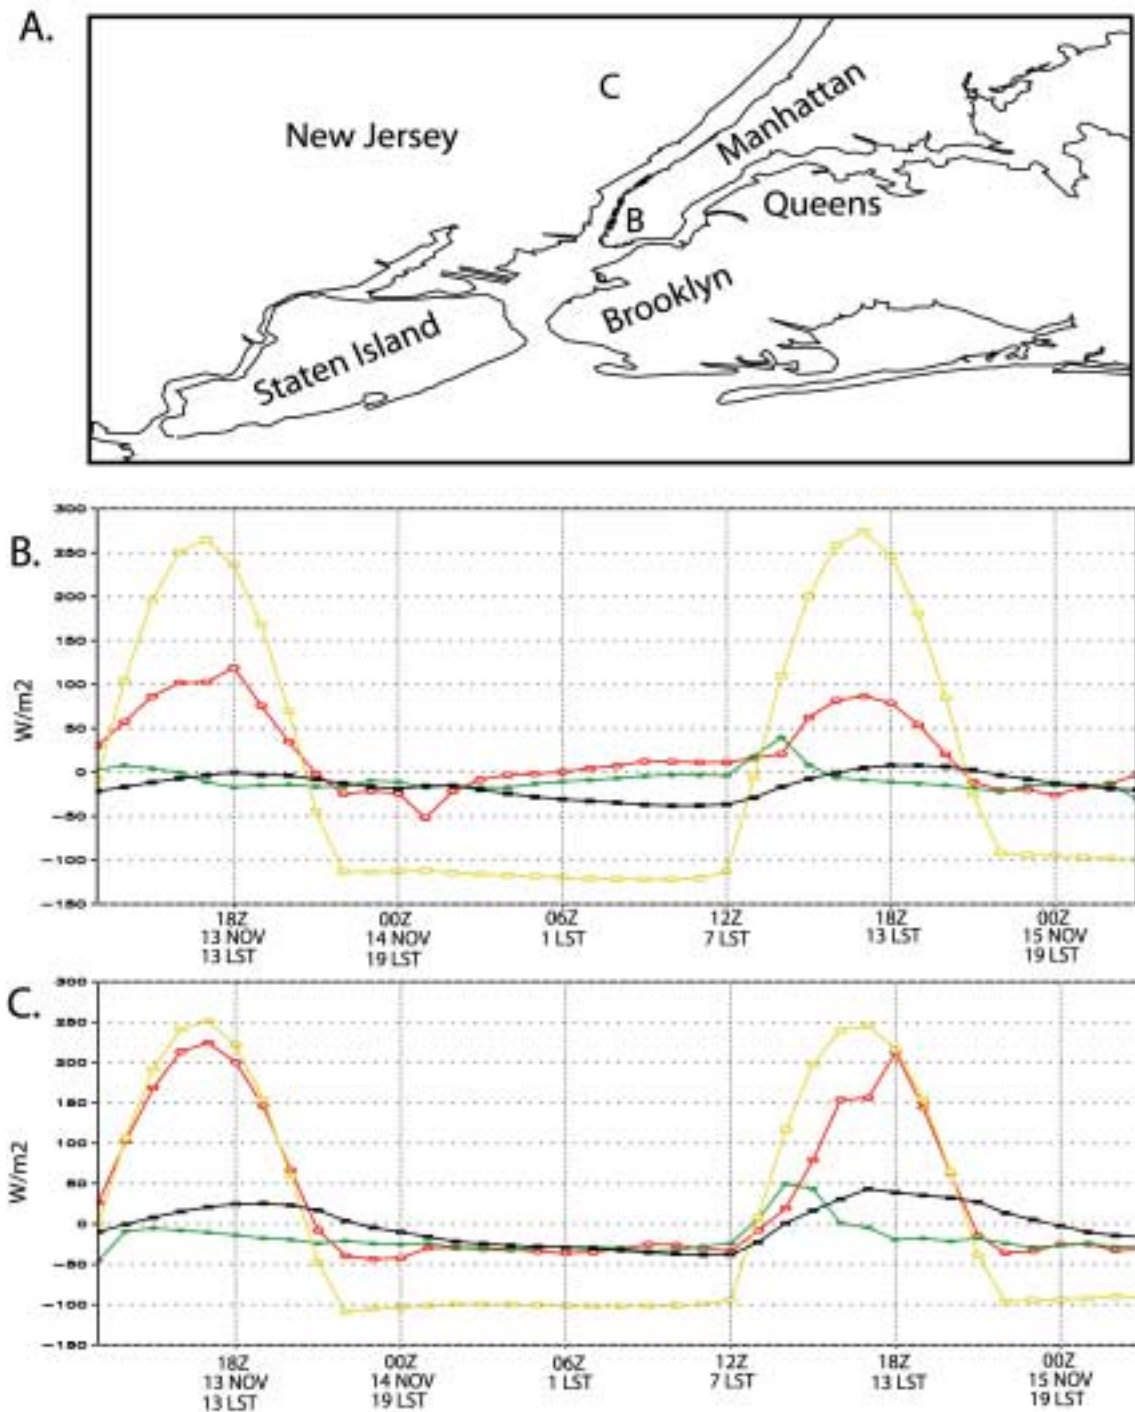 A.
C
New Jersey
Manhattan
B
Queens
Brooklyn
Staten Island
B.
300
250
200
150
100
50
0
-50
-100
-150
W/m2
18Z 00Z 06Z 12Z 18Z 00Z
13 NOV 14 NOV 1 LST 7 LST 13 LST 15 NOV
13 LST 19 LST 19 LST
C.
300
250
200
150
100
50
0
-50
-100
-150
W/m2
18Z 00Z 06Z 12Z 18Z 00Z
13 NOV 14 NOV 1 LST 7 LST 13 LST 15 NOV
13 LST 19 LST 19 LST